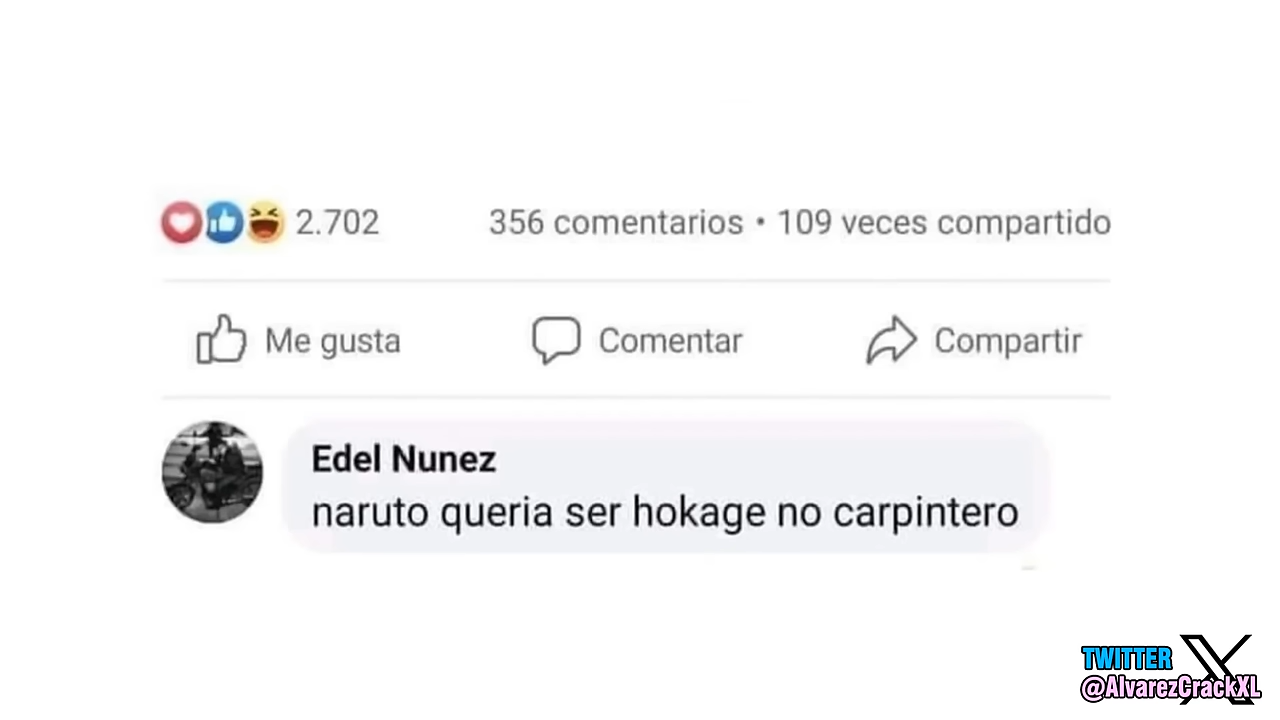 2.702 356 comentarios • 109 veces compartido
Me gusta Comentar Compartir
Edel Nunez
naruto queria ser hokage no carpintero
TWITTER X
@AlvarezCrackXL